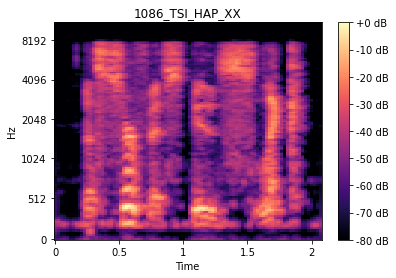 1086_TSI_HAP_XX
+0 dB
8192
-10 dB
4096
-20 dB
-30 dB
2048
Hz
-40 dB
1024
-50 dB
512
-60 dB
-70 dB
0
-80 dB
0
0.5
1
1.5
2
Time